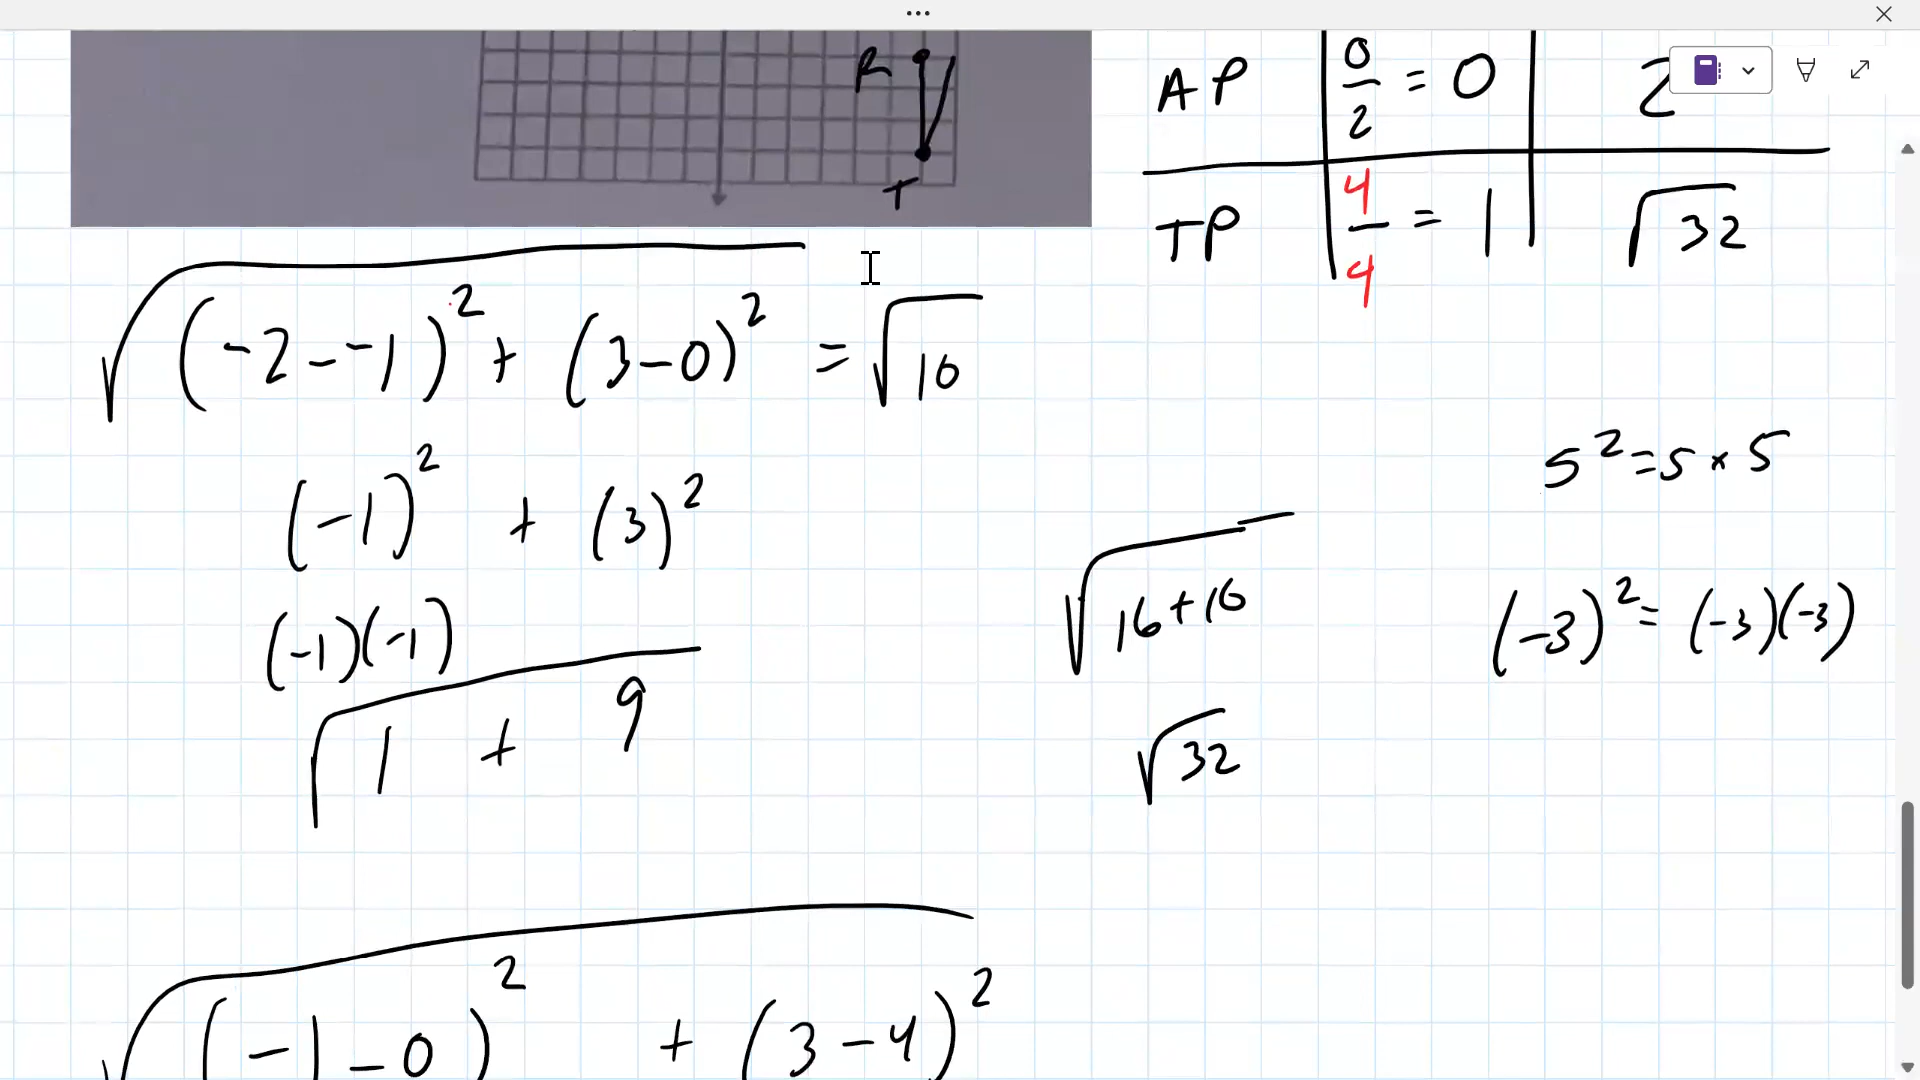 R
T
AP 0/2 = 0 2
TP 4/4 = 1 √32
√(-2--1)² + (3-0)² = √10
(-1)² + (3)²
(-1)(-1)
√1 + 9
√16+16
√32
5² = 5 × 5
(-3)² = (-3)(-3)
√(-1-0)² + (3-4)²